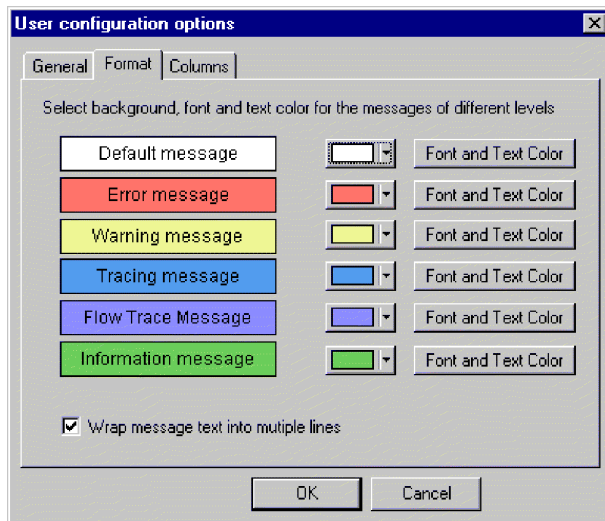 User configuration options
General Format Columns
Select background, font and text color for the messages of different levels
Default message Font and Text Color
Error message Font and Text Color
Warning message Font and Text Color
Tracing message Font and Text Color
Flow Trace Message Font and Text Color
Information message Font and Text Color
Wrap message text into mutiple lines
OK Cancel